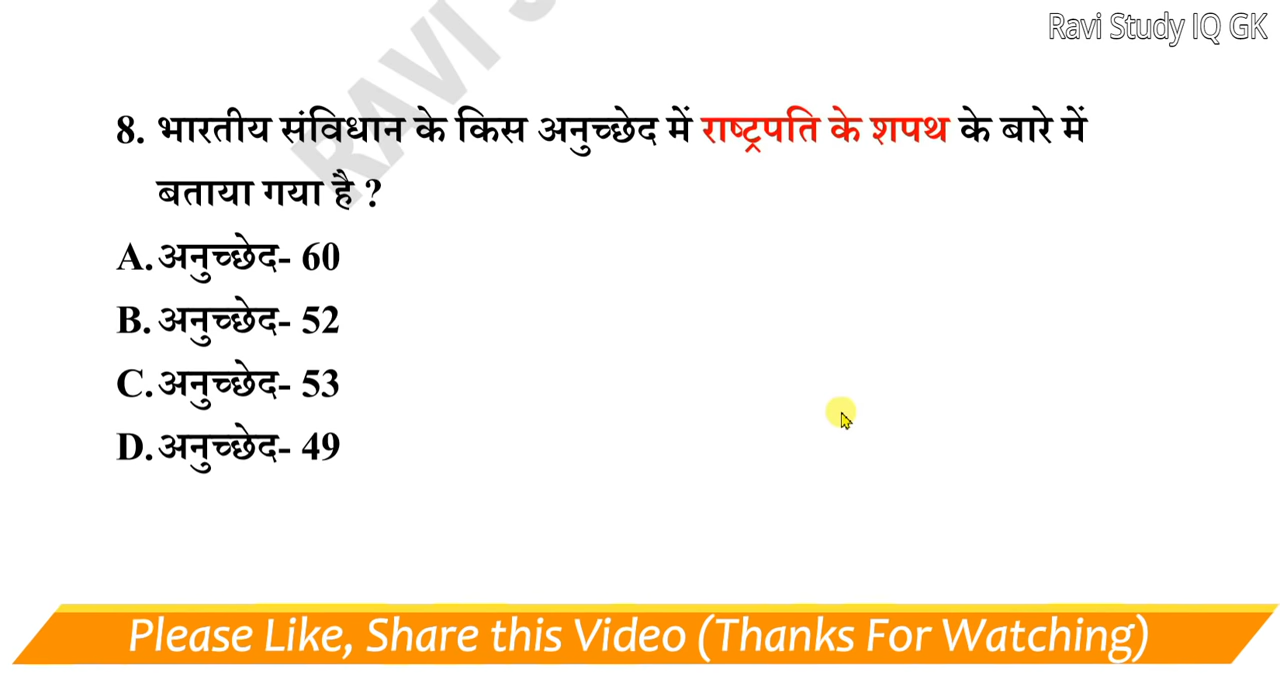 Ravi Study IQ GK
RAVI S
8. भारतीय संविधान के किस अनुच्छेद में राष्ट्रपति के शपथ के बारे में
बताया गया है ?
A. अनुच्छेद- 60
B. अनुच्छेद- 52
C. अनुच्छेद- 53
D. अनुच्छेद- 49
Please Like, Share this Video (Thanks For Watching)